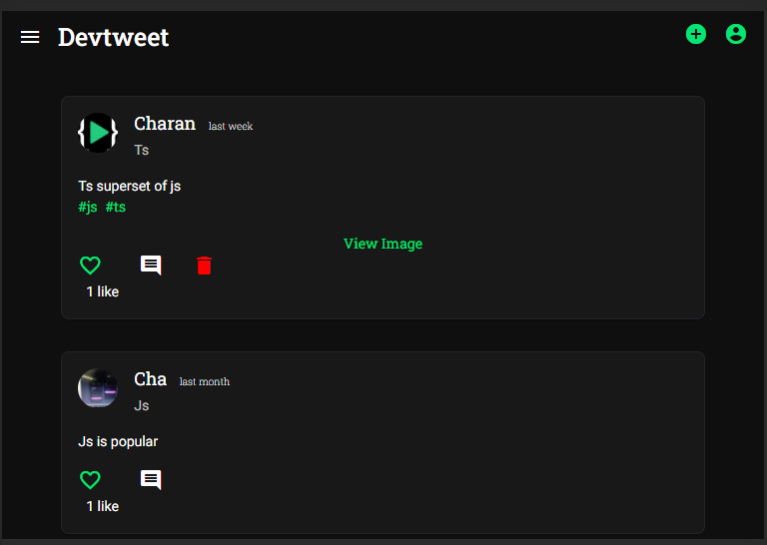 Devtweet
Charan last week
Ts
Ts superset of js
#js #ts
View Image
1 like
Cha last month
Js
Js is popular
1 like